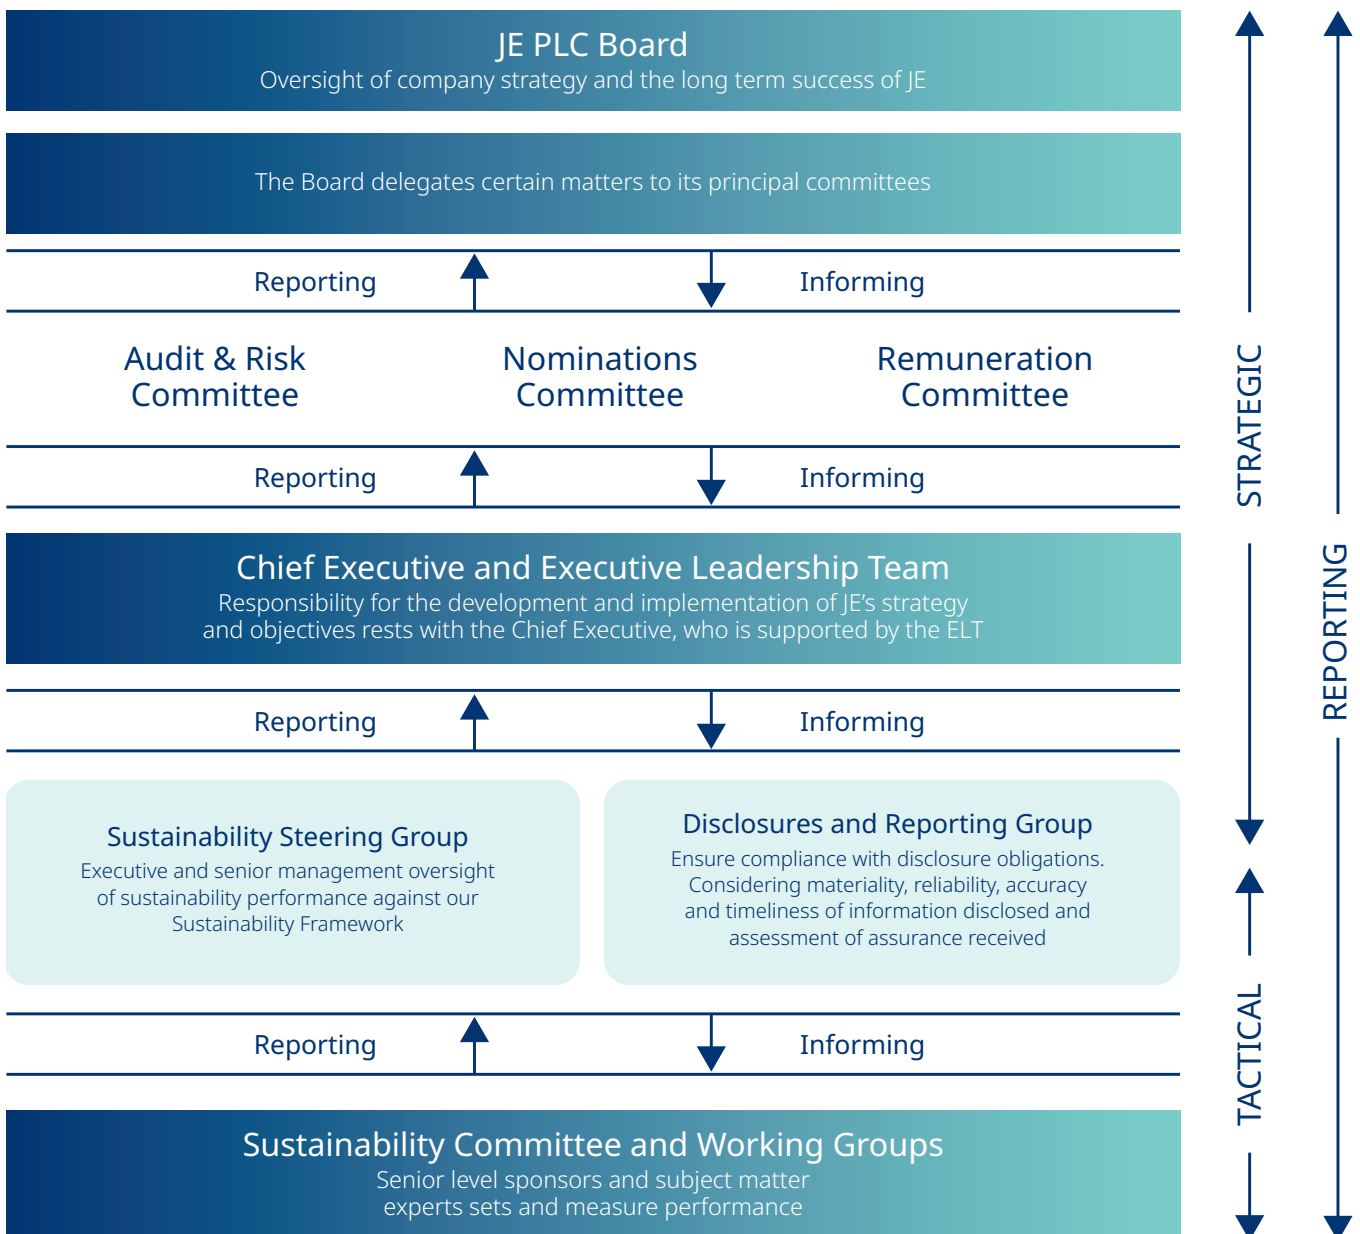 JE PLC Board
Oversight of company strategy and the long term success of JE
The Board delegates certain matters to its principal committees
Reporting
Informing
Audit & Risk
Committee
Nominations
Committee
Remuneration
Committee
Reporting
Informing
Chief Executive and Executive Leadership Team
Responsibility for the development and implementation of JE’s strategy
and objectives rests with the Chief Executive, who is supported by the ELT
Reporting
Informing
Sustainability Steering Group
Executive and senior management oversight
of sustainability performance against our
Sustainability Framework
Disclosures and Reporting Group
Ensure compliance with disclosure obligations.
Considering materiality, reliability, accuracy
and timeliness of information disclosed and
assessment of assurance received
Reporting
Informing
Sustainability Committee and Working Groups
Senior level sponsors and subject matter
experts sets and measure performance
STRATEGIC
TACTICAL
REPORTING